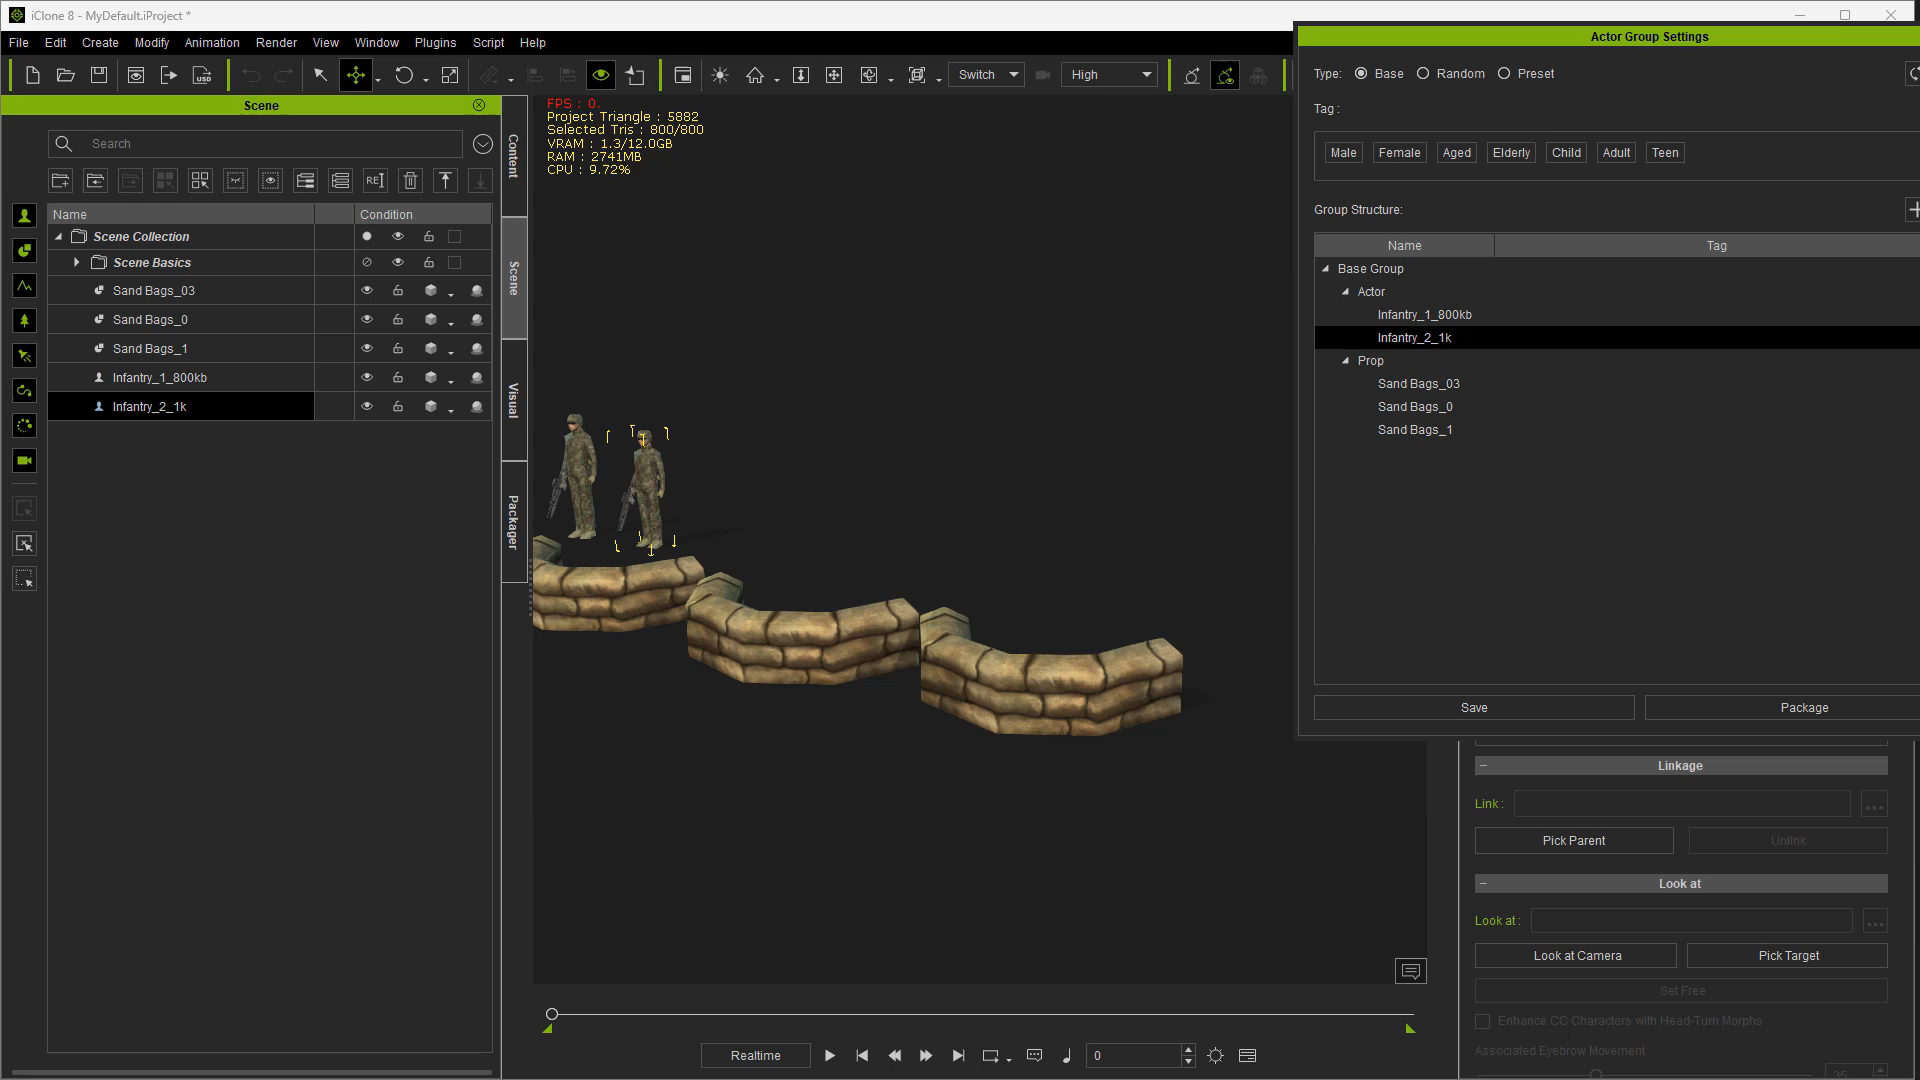 iClone 8 - MyDefault.iProject *
File Edit Create Modify Animation Render View Window Plugins Script Help
USD
Switch
High
Scene
Search
RE
Name
Condition
Scene Collection
Scene Basics
Sand Bags_03
Sand Bags_0
Sand Bags_1
Infantry_1_800kb
Infantry_2_1k
Content
Scene
Visual
Packager
FPS : 0.
Project Triangle : 5882
Selected Tris : 800/800
VRAM : 1.3/12.0GB
RAM : 2741MB
CPU : 9.72%
Realtime
0
Actor Group Settings
Type: Base Random Preset
Tag :
Male Female Aged Elderly Child Adult Teen
Group Structure:
Name Tag
Base Group
Actor
Infantry_1_800kb
Infantry_2_1k
Prop
Sand Bags_03
Sand Bags_0
Sand Bags_1
Save Package
Linkage
Link :
...
Pick Parent Unlink
Look at
Look at :
...
Look at Camera Pick Target
Set Free
Enhance CC Characters with Head-Turn Morphs
Associated Eyebrow Movement
35